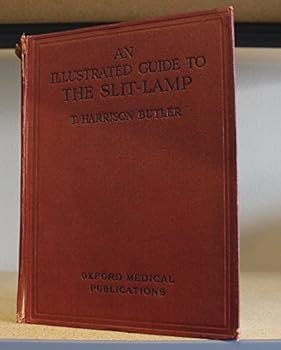 AN
ILLUSTRATED GUIDE TO
THE SLIT-LAMP
T. HARRISON BUTLER
OXFORD MEDICAL
PUBLICATIONS